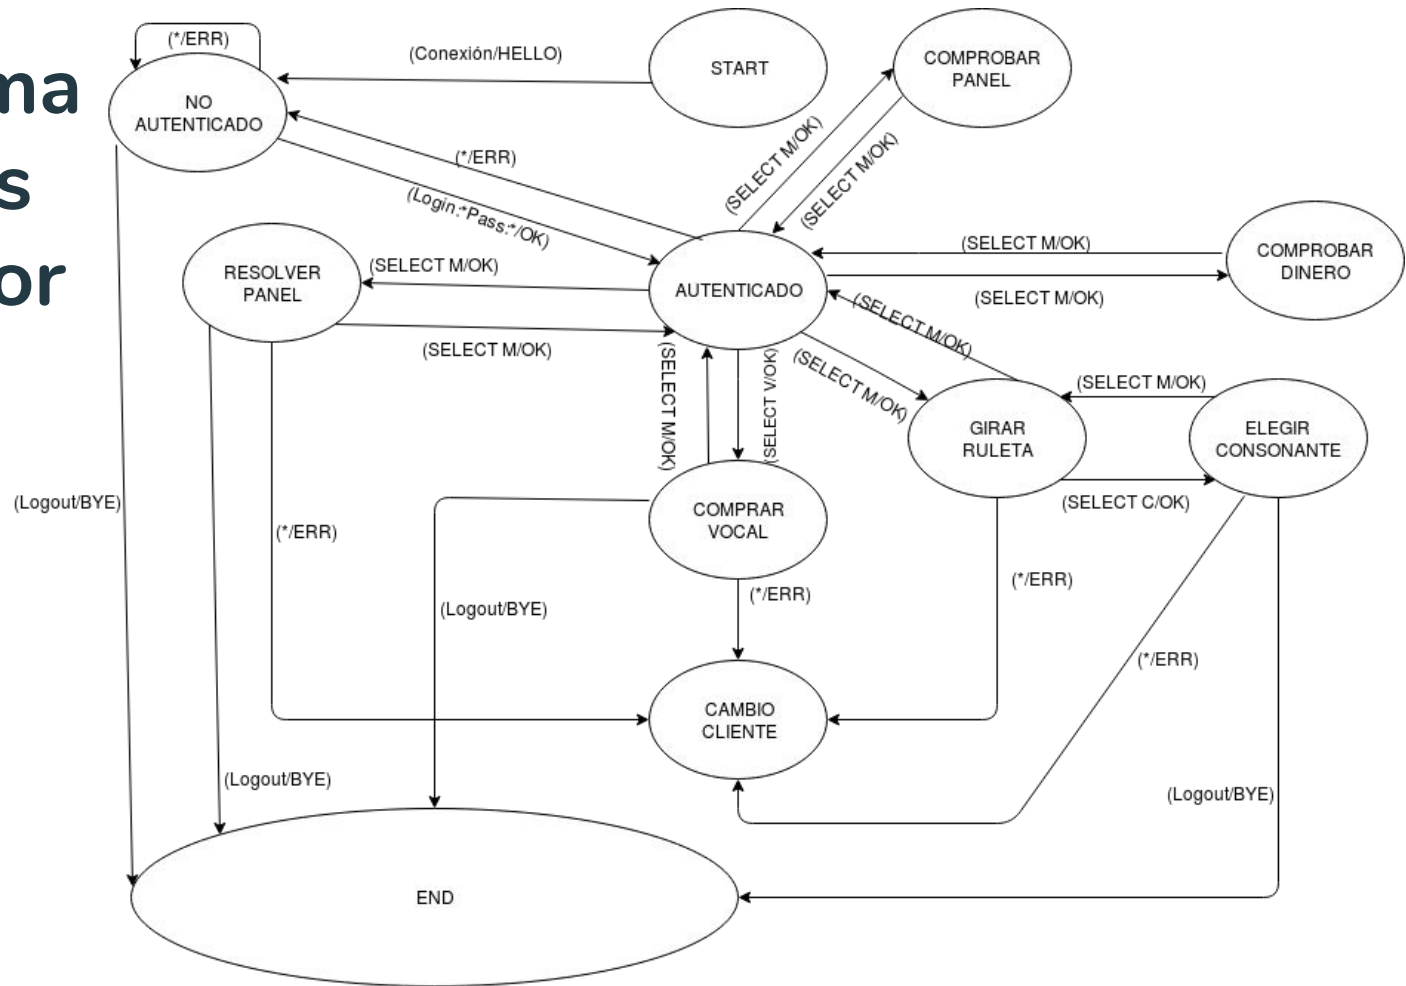 ma
s
or
(*/ERR)
(Conexión/HELLO)
START
COMPROBAR
PANEL
NO
AUTENTICADO
(*/ERR)
(Login:*Pass:*/OK)
(SELECT M/OK)
(SELECT M/OK)
RESOLVER
PANEL
(SELECT M/OK)
(SELECT M/OK)
AUTENTICADO
(SELECT M/OK)
(SELECT M/OK)
COMPROBAR
DINERO
(SELECT M/OK)
(SELECT V/OK)
(SELECT M/OK)
(SELECT M/OK)
(SELECT M/OK)
GIRAR
RULETA
ELEGIR
CONSONANTE
(SELECT C/OK)
(Logout/BYE)
COMPRAR
VOCAL
(*/ERR)
(*/ERR)
(*/ERR)
(Logout/BYE)
(*/ERR)
CAMBIO
CLIENTE
(Logout/BYE)
(Logout/BYE)
END